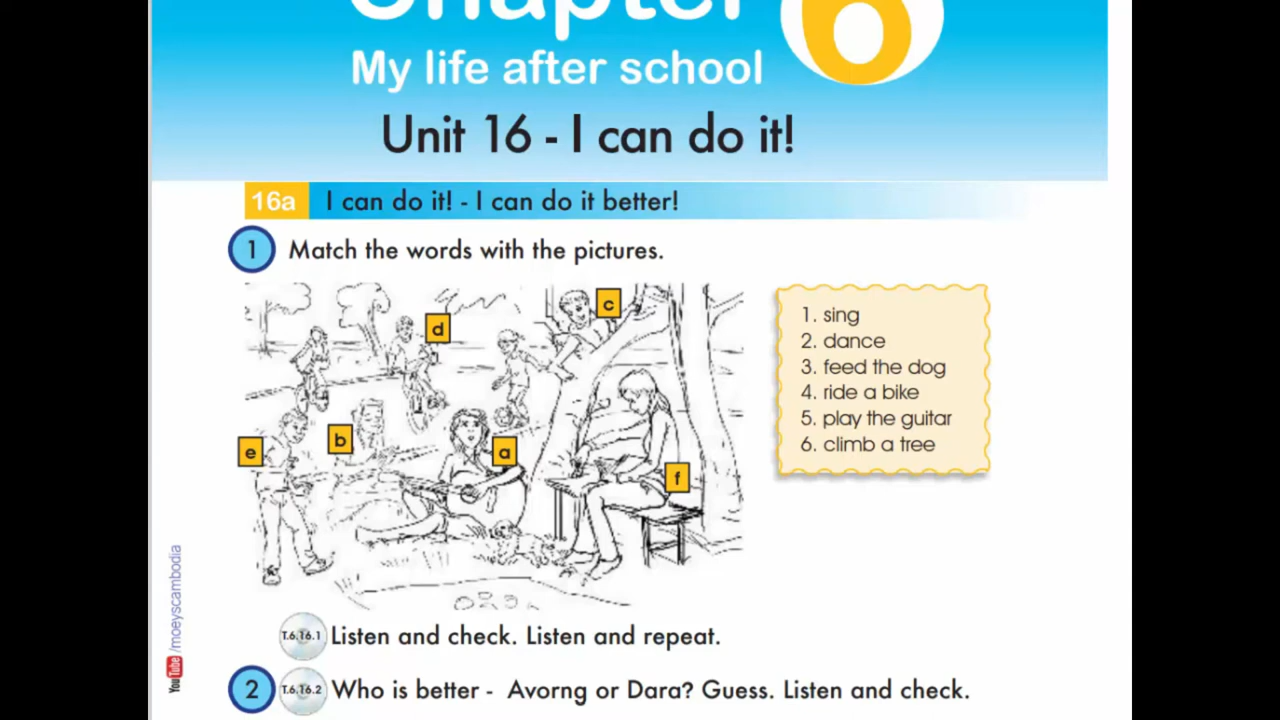 Chapter 6
My life after school
Unit 16 - I can do it!
16a I can do it! - I can do it better!
1 Match the words with the pictures.
c
d
b
e
a
f
1. sing
2. dance
3. feed the dog
4. ride a bike
5. play the guitar
6. climb a tree
T.6.16.1 Listen and check. Listen and repeat.
2 T.6.16.2 Who is better - Avorng or Dara? Guess. Listen and check.
YouTube /moeyscambodia